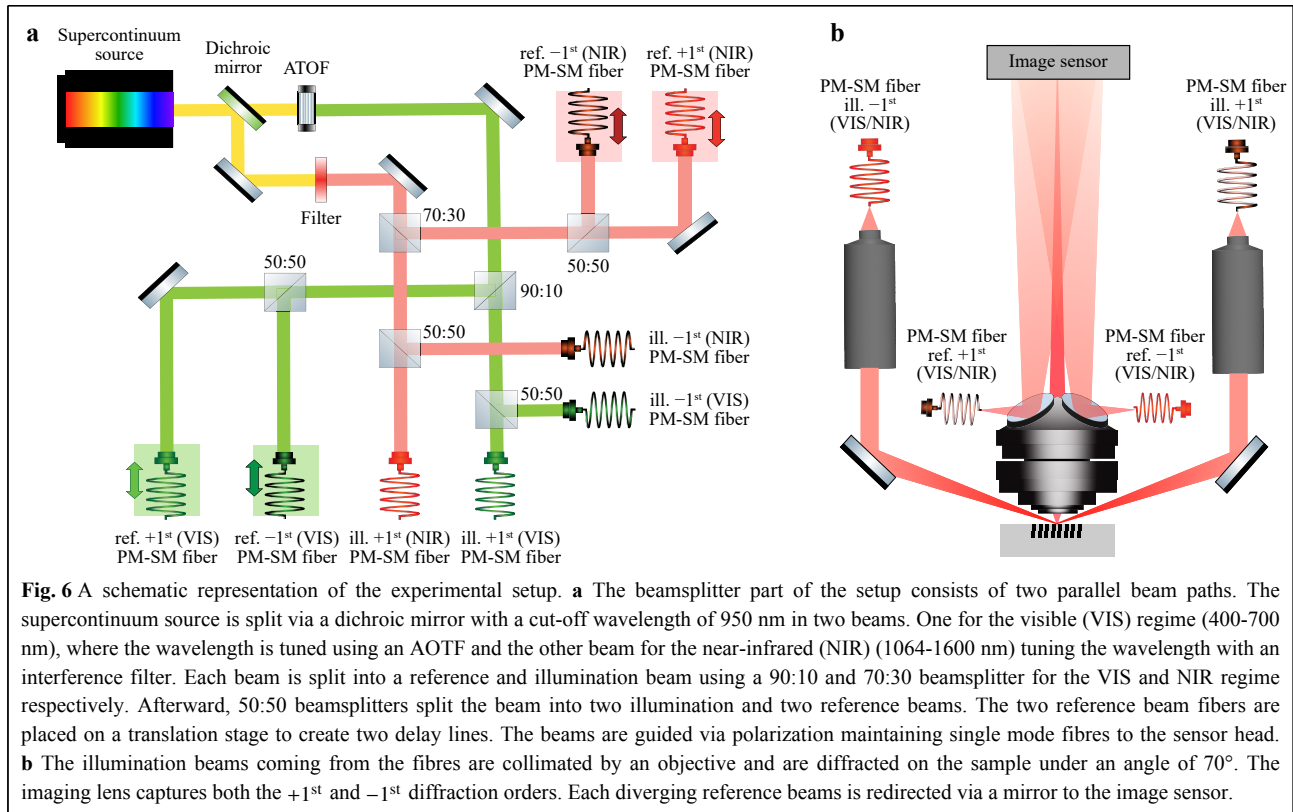 a
Supercontinuum
source
Dichroic
mirror
ATOF
ref. −1st (NIR)
PM-SM fiber
ref. +1st (NIR)
PM-SM fiber
Filter
70:30
50:50
50:50
90:10
50:50
ill. −1st (NIR)
PM-SM fiber
50:50
ill. −1st (VIS)
PM-SM fiber
ref. +1st (VIS)
PM-SM fiber
ref. −1st (VIS)
PM-SM fiber
ill. +1st (NIR)
PM-SM fiber
ill. +1st (VIS)
PM-SM fiber
b
Image sensor
PM-SM fiber
ill. −1st
(VIS/NIR)
PM-SM fiber
ill. +1st
(VIS/NIR)
PM-SM fiber
ref. +1st
(VIS/NIR)
PM-SM fiber
ref. −1st
(VIS/NIR)
Fig. 6 A schematic representation of the experimental setup. a The beamsplitter part of the setup consists of two parallel beam paths. The
supercontinuum source is split via a dichroic mirror with a cut-off wavelength of 950 nm in two beams. One for the visible (VIS) regime (400-700
nm), where the wavelength is tuned using an AOTF and the other beam for the near-infrared (NIR) (1064-1600 nm) tuning the wavelength with an
interference filter. Each beam is split into a reference and illumination beam using a 90:10 and 70:30 beamsplitter for the VIS and NIR regime
respectively. Afterward, 50:50 beamsplitters split the beam into two illumination and two reference beams. The two reference beam fibers are
placed on a translation stage to create two delay lines. The beams are guided via polarization maintaining single mode fibres to the sensor head.
b The illumination beams coming from the fibres are collimated by an objective and are diffracted on the sample under an angle of 70°. The
imaging lens captures both the +1st and −1st diffraction orders. Each diverging reference beams is redirected via a mirror to the image sensor.